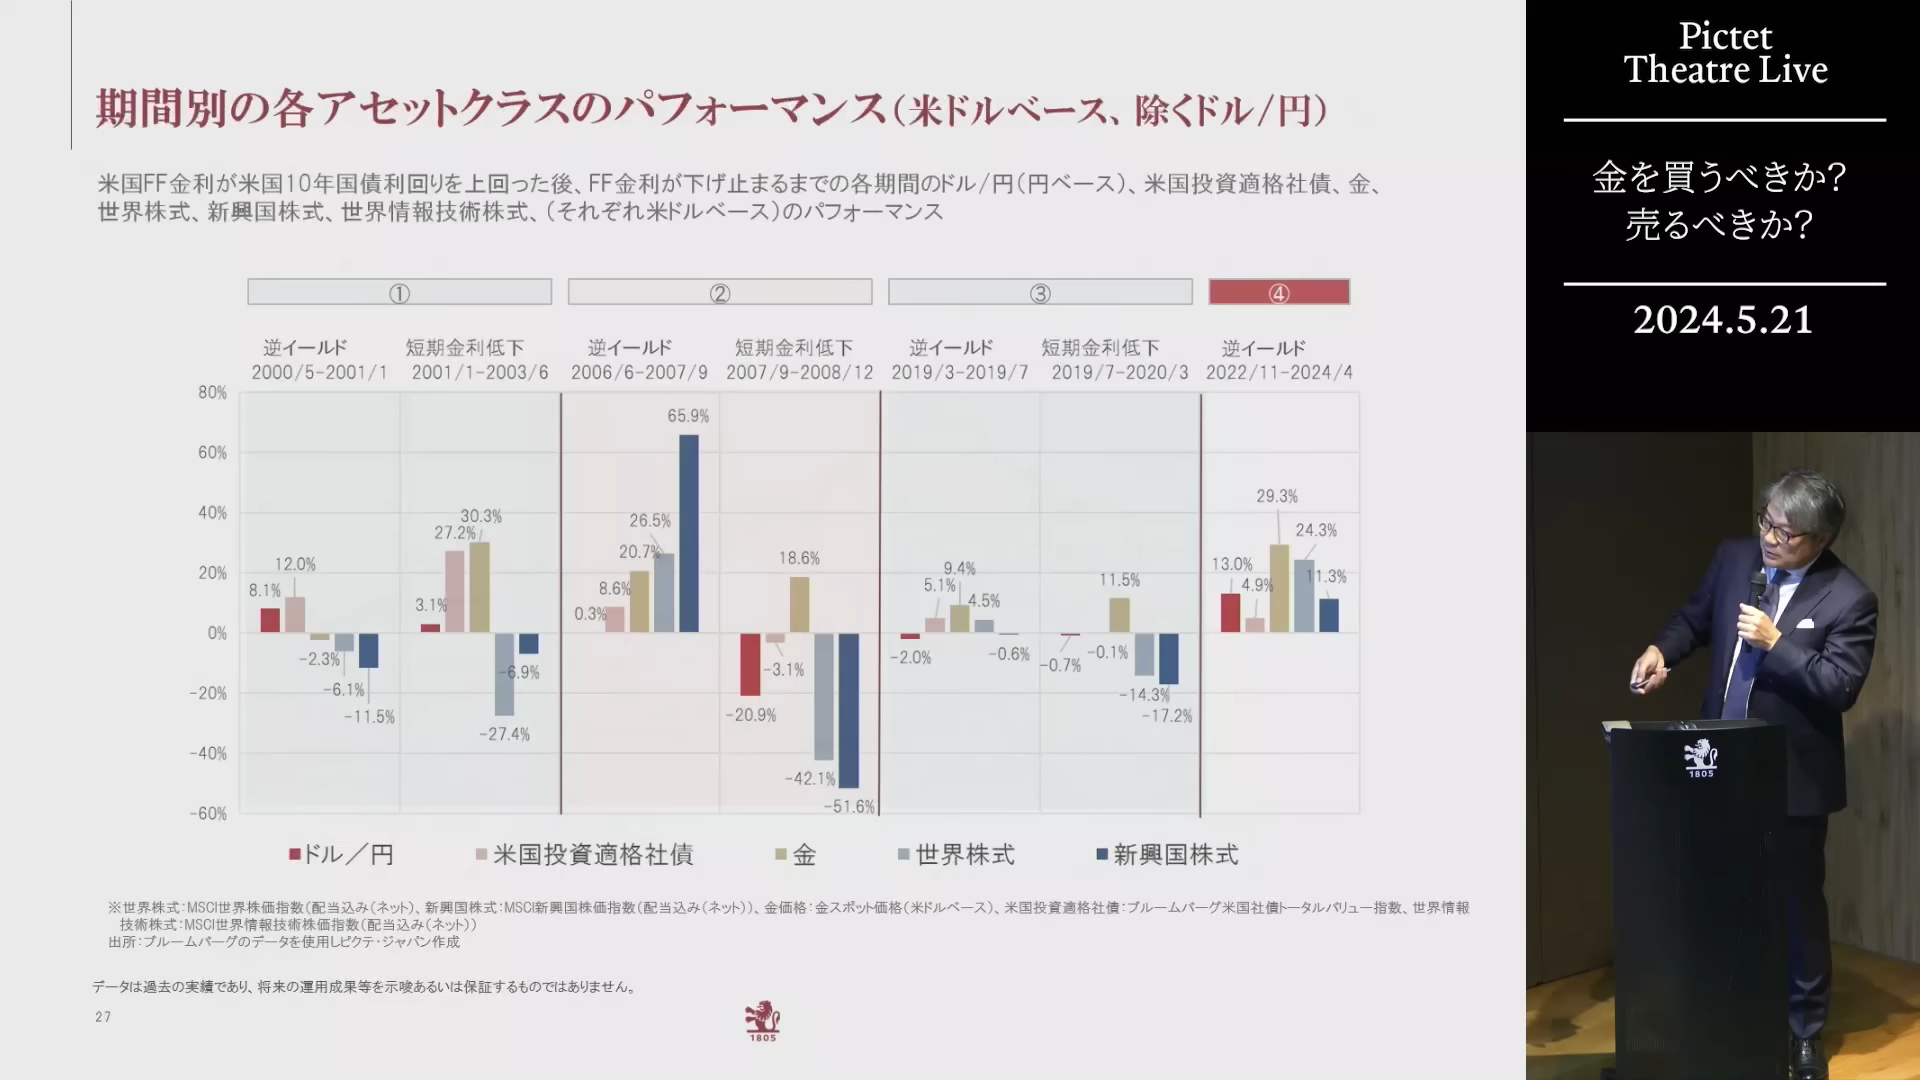 期間別の各アセットクラスのパフォーマンス(米ドルベース、除くドル/円)
米国FF金利が米国10年国債利回りを上回った後、FF金利が下げ止まるまでの各期間のドル/円(円ベース)、米国投資適格社債、金、
世界株式、新興国株式、世界情報技術株式、(それぞれ米ドルベース)のパフォーマンス
① ② ③ ④
逆イールド 短期金利低下 逆イールド 短期金利低下 逆イールド 短期金利低下 逆イールド
2000/5-2001/1 2001/1-2003/6 2006/6-2007/9 2007/9-2008/12 2019/3-2019/7 2019/7-2020/3 2022/11-2024/4
80%
60%
40%
20%
0%
-20%
-40%
-60%
8.1% 12.0% -2.3% -6.1% -11.5%
3.1% 27.2% 30.3% -27.4% -6.9%
0.3% 8.6% 20.7% 26.5% 65.9%
-20.9% -3.1% 18.6% -42.1% -51.6%
-2.0% 5.1% 9.4% 4.5% -0.6%
-0.7% -0.1% 11.5% -14.3% -17.2%
13.0% 4.9% 29.3% 24.3% 11.3%
ドル/円 米国投資適格社債 金 世界株式 新興国株式
※世界株式:MSCI世界株価指数(配当込み(ネット)、新興国株式:MSCI新興国株価指数(配当込み(ネット))、金価格:金スポット価格(米ドルベース)、米国投資適格社債:ブルームバーグ米国社債トータルバリュー指数、世界情報
技術株式:MSCI世界情報技術株価指数(配当込み(ネット))
出所:ブルームバーグのデータを使用しピクテ・ジャパン作成
データは過去の実績であり、将来の運用成果等を示唆あるいは保証するものではありません。
27
1805
Pictet
Theatre Live
金を買うべきか?
売るべきか?
2024.5.21
1805